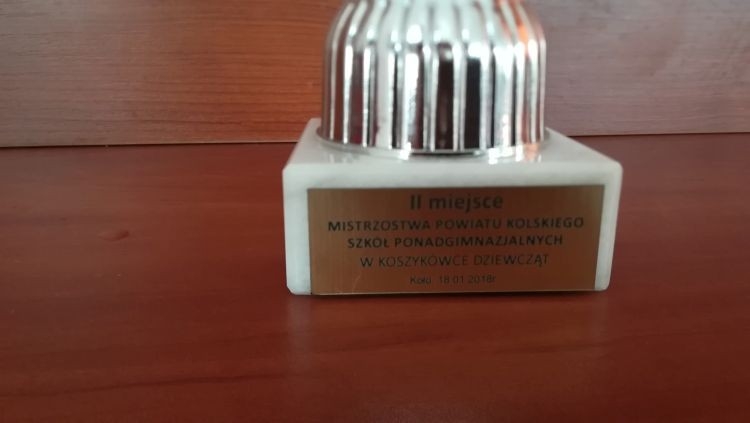 II miejsce
MISTRZOSTWA POWIATU KOLSKIEGO
SZKÓŁ PONADGIMNAZJALNYCH
W KOSZYKÓWCE DZIEWCZĄT
Koło 18.01.2018r